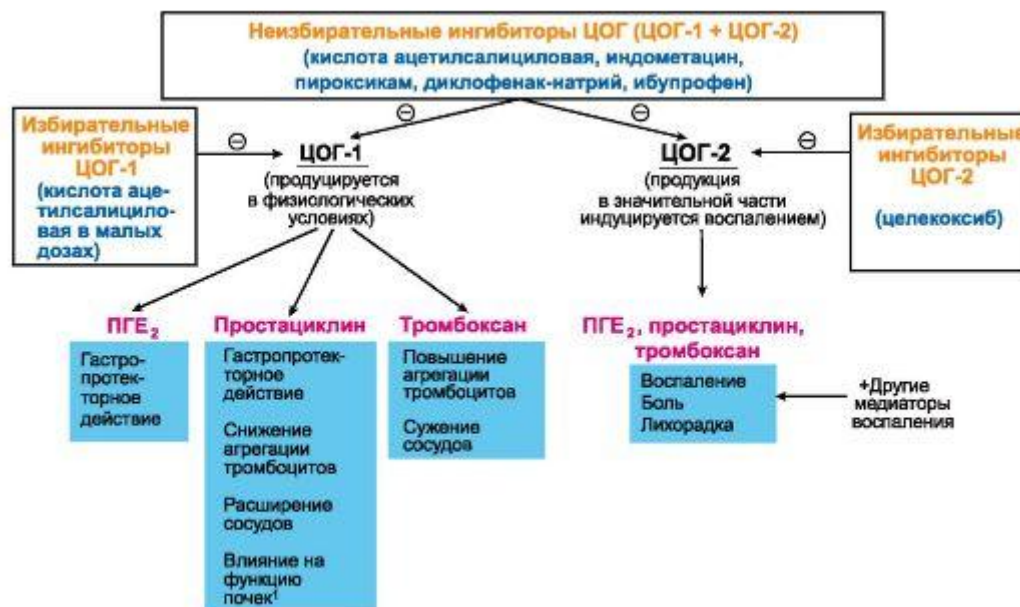 Неизбирательные ингибиторы ЦОГ (ЦОГ-1 + ЦОГ-2)
(кислота ацетилсалициловая, индометацин,
пироксикам, диклофенак-натрий, ибупрофен)
Избирательные
ингибиторы
ЦОГ-1
(кислота аце-
тилсалицило-
вая в малых
дозах)
⊖
⊖
⊖
⊖
ЦОГ-1
(продуцируется
в физиологических
условиях)
ЦОГ-2
(продукция
в значительной части
индуцируется воспалением)
Избирательные
ингибиторы
ЦОГ-2
(целекоксиб)
ПГЕ₂
Гастро-
протек-
торное
действие
Простациклин
Гастропротек-
торное
действие
Снижение
агрегации
тромбоцитов
Расширение
сосудов
Влияние на
функцию
почек¹
Тромбоксан
Повышение
агрегации
тромбоцитов
Сужение
сосудов
ПГЕ₂, простациклин,
тромбоксан
Воспаление
Боль
Лихорадка
+Другие
медиаторы
воспаления